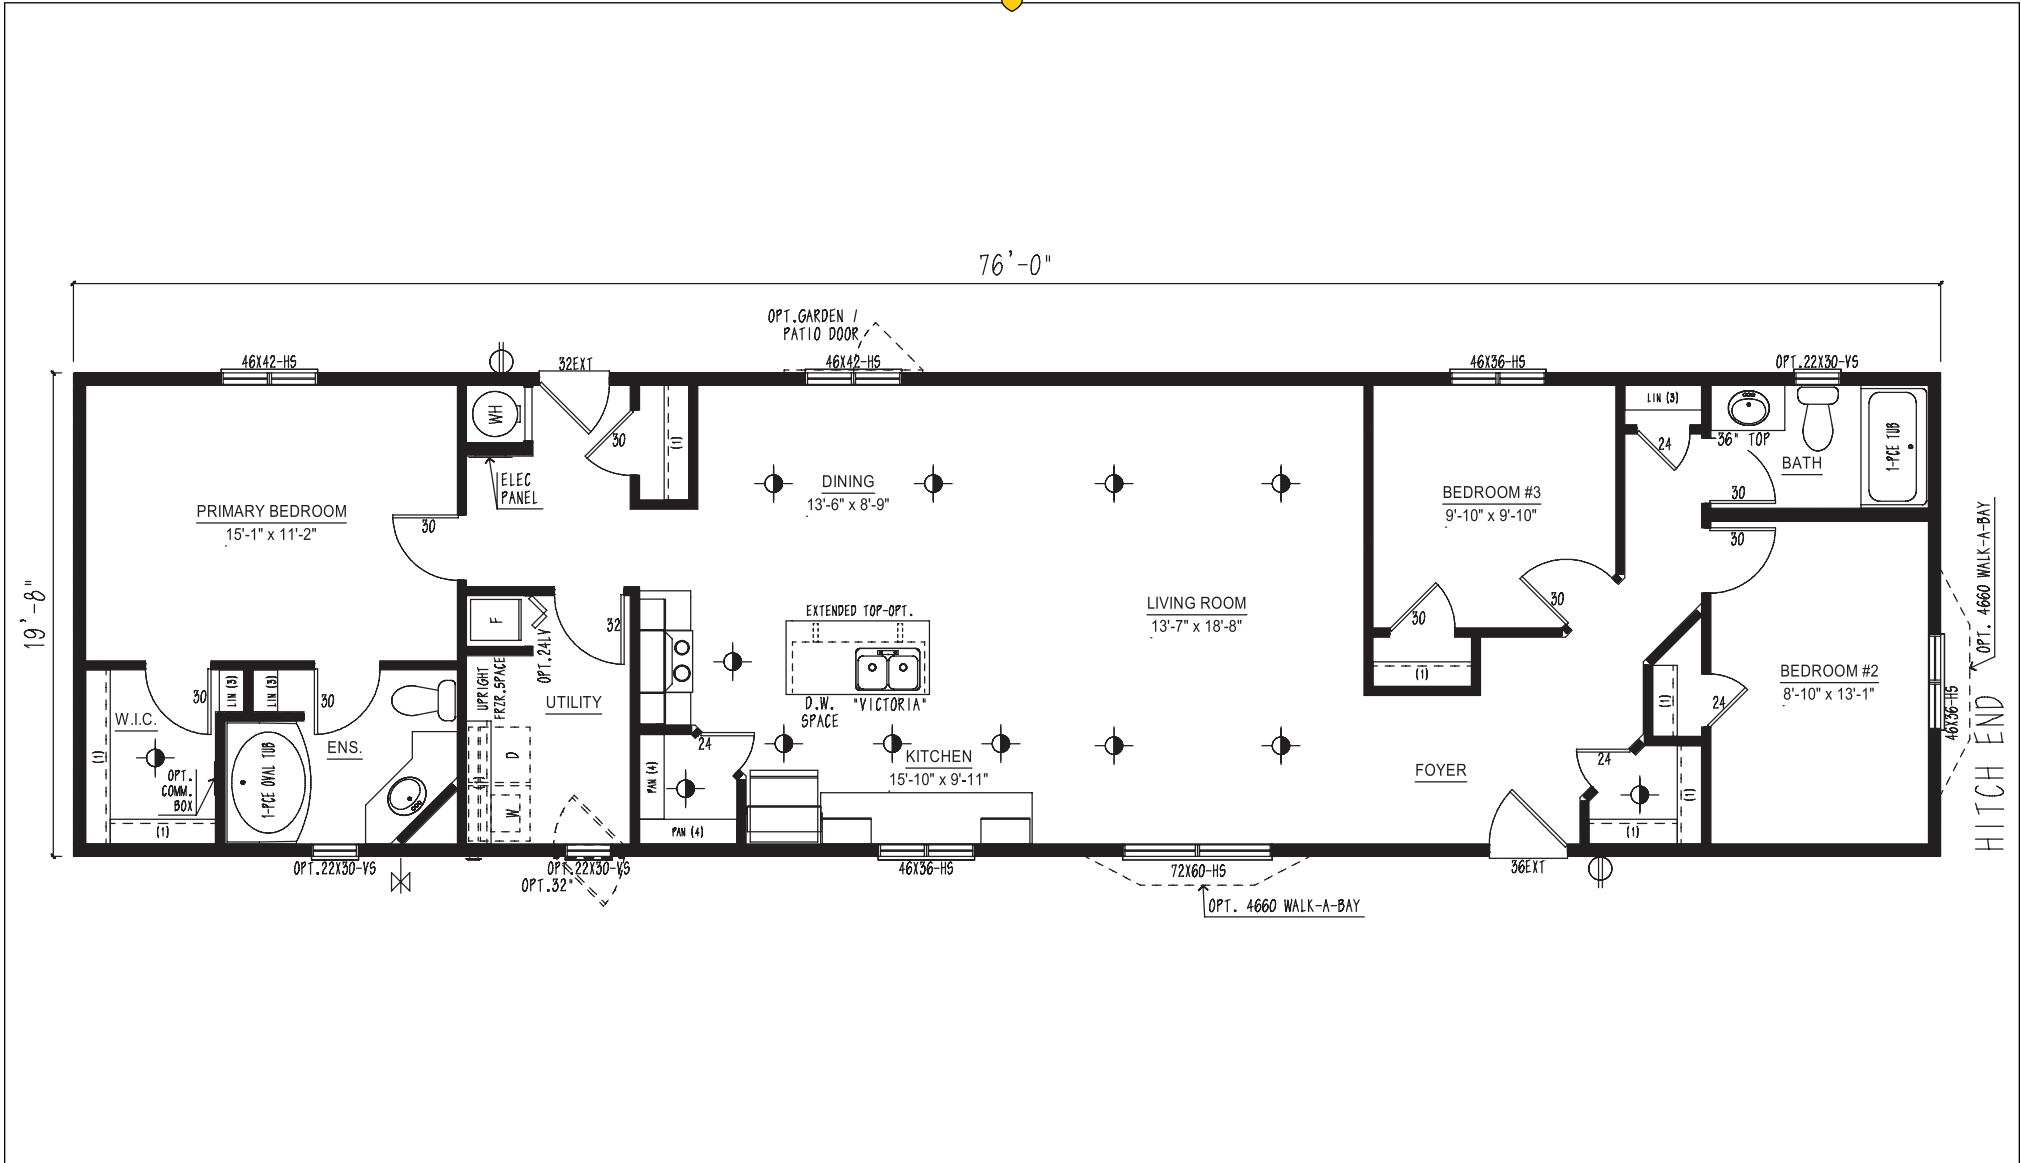 76'-0"
19'-8"
OPT.GARDEN /
PATIO DOOR
46X42-HS
32EXT
46X42-HS
46X36-HS
OPT.22X30-VS
WH
30
(1)
LIN (3)
24
36" TOP
BATH
1-PCE TUB
30
ELEC
PANEL
PRIMARY BEDROOM
15'-1" x 11'-2"
30
DINING
13'-6" x 8'-9"
BEDROOM #3
9'-10" x 9'-10"
30
OPT. 4660 WALK-A-BAY
F
OPT.24LV
32
EXTENDED TOP-OPT.
LIVING ROOM
13'-7" x 18'-8"
30
30
(1)
BEDROOM #2
8'-10" x 13'-1"
24
(1)
46X36-HS
HITCH END
30
LIN (3)
LIN (3)
30
UPRIGHT
FRZR.SPACE
UTILITY
D.W.
SPACE
"VICTORIA"
W.I.C.
(1)
OPT.
COMM.
BOX
(1)
ENS.
1-PCE OVAL TUB
D
W
24
PAN (4)
PAN (4)
KITCHEN
15'-10" x 9'-11"
FOYER
24
(1)
(1)
OPT.22X30-VS
OPT.22X30-VS
OPT.32"
46X36-HS
72X60-HS
36EXT
OPT. 4660 WALK-A-BAY